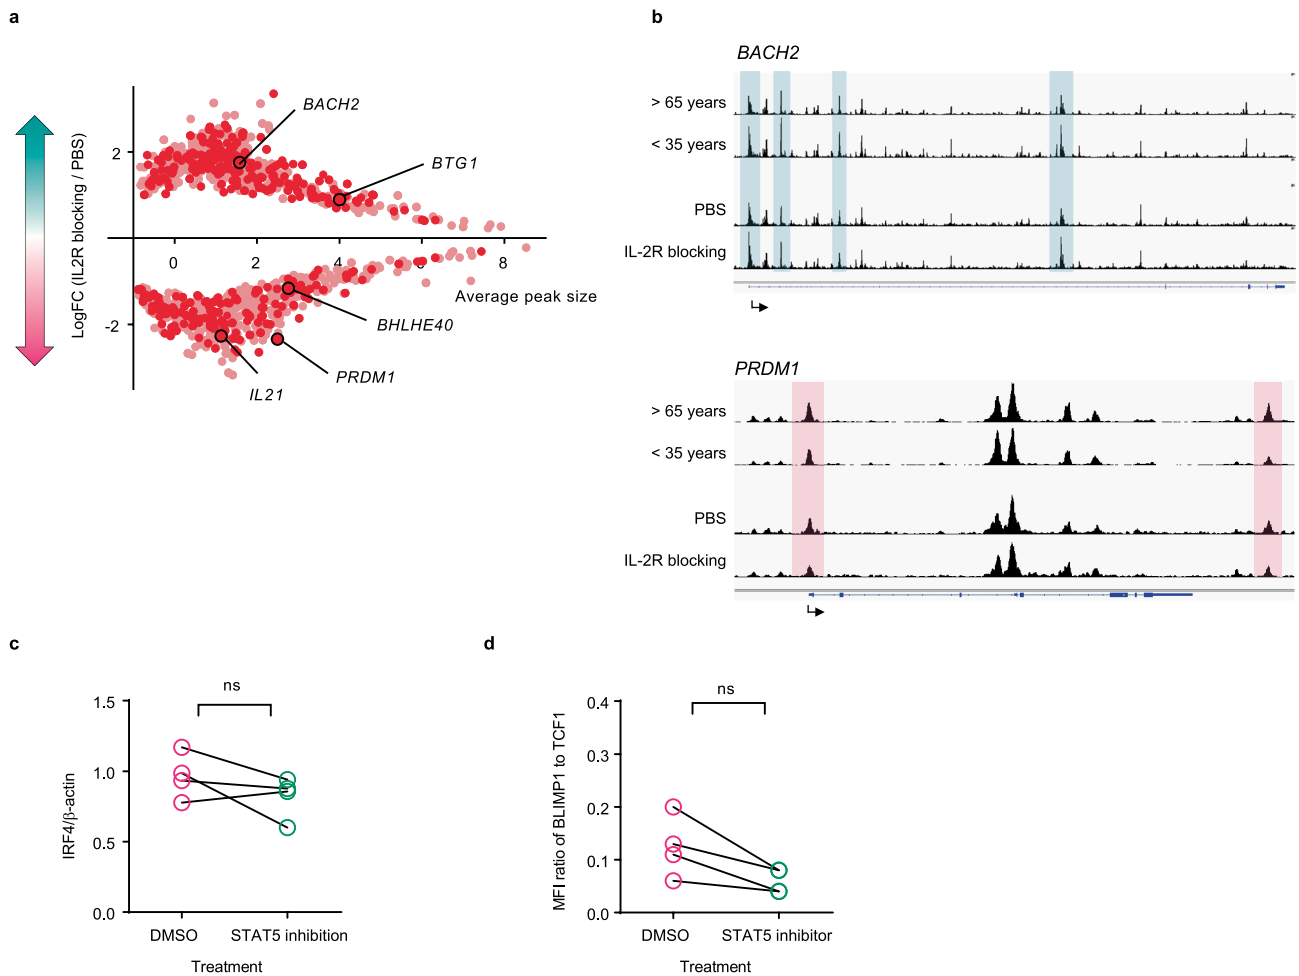 a
LogFC (IL2R blocking / PBS)
2
-2
0
2
4
6
8
Average peak size
BACH2
BTG1
BHLHE40
PRDM1
IL21
b
BACH2
> 65 years
< 35 years
PBS
IL-2R blocking
PRDM1
> 65 years
< 35 years
PBS
IL-2R blocking
c
ns
1.5
1.0
0.5
0.0
IRF4/β-actin
DMSO
STAT5 inhibition
Treatment
d
ns
0.4
0.3
0.2
0.1
0.0
MFI ratio of BLIMP1 to TCF1
DMSO
STAT5 inhibitor
Treatment